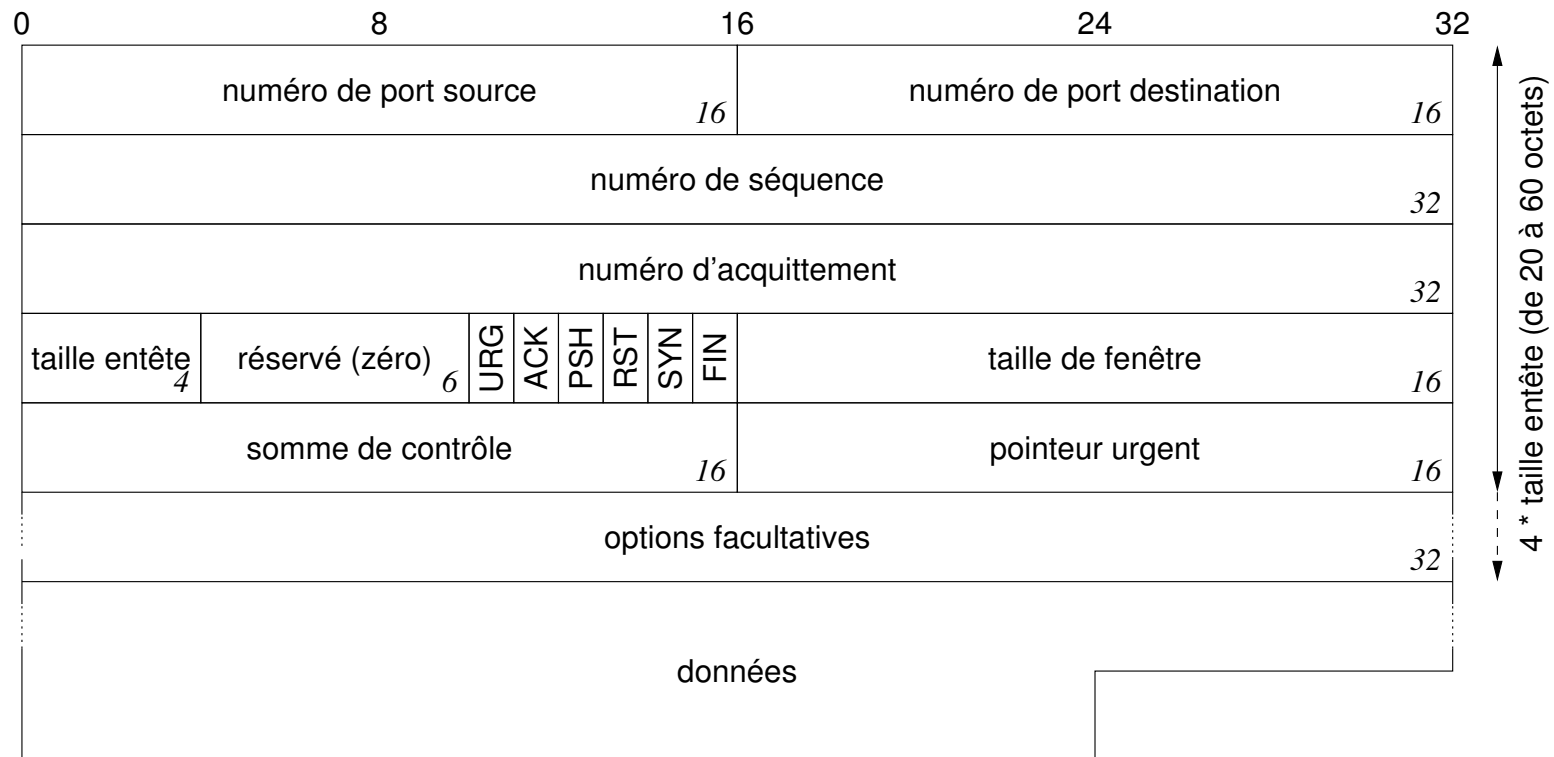 0 8 16 24 32
numéro de port source 16 numéro de port destination 16
numéro de séquence 32
numéro d'acquittement 32
taille entête 4 réservé (zéro) 6 URG ACK PSH RST SYN FIN taille de fenêtre 16
somme de contrôle 16 pointeur urgent 16
options facultatives 32
données
4 * taille entête (de 20 à 60 octets)